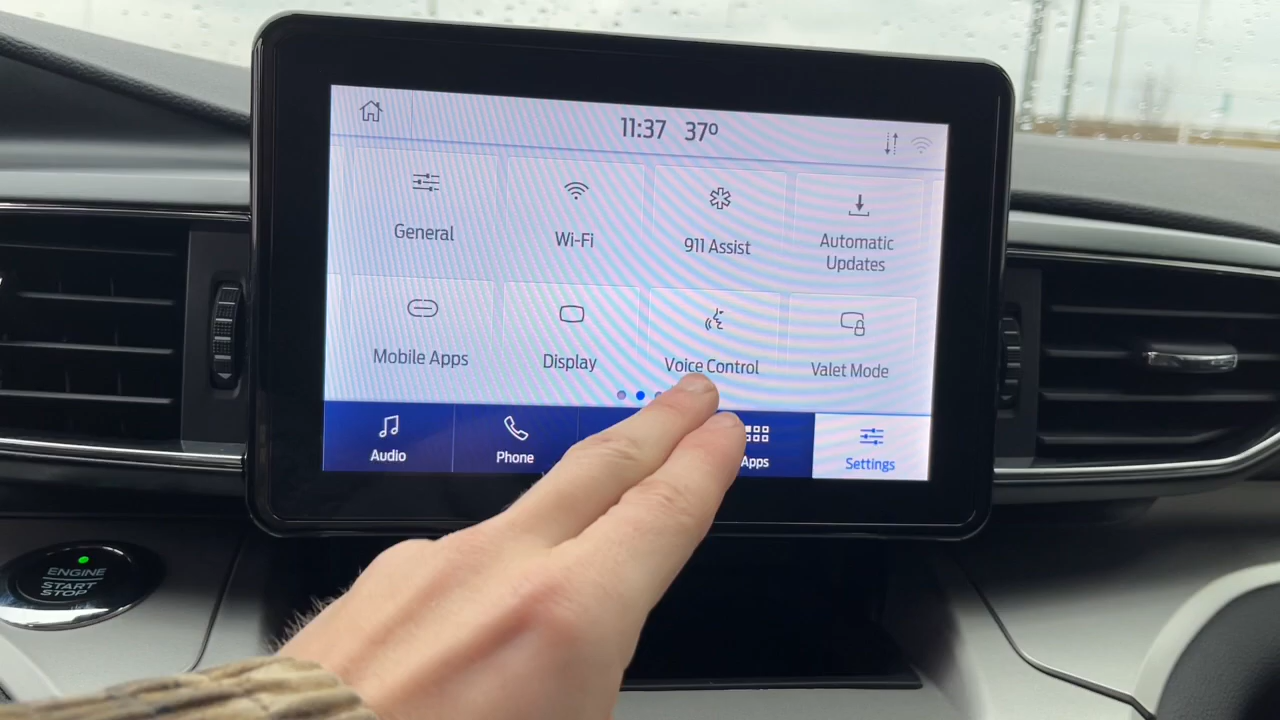 11:37 37º
General
Wi-Fi
911 Assist
Automatic
Updates
Mobile Apps
Display
Voice Control
Valet Mode
Audio
Phone
Apps
Settings
ENGINE
START
STOP